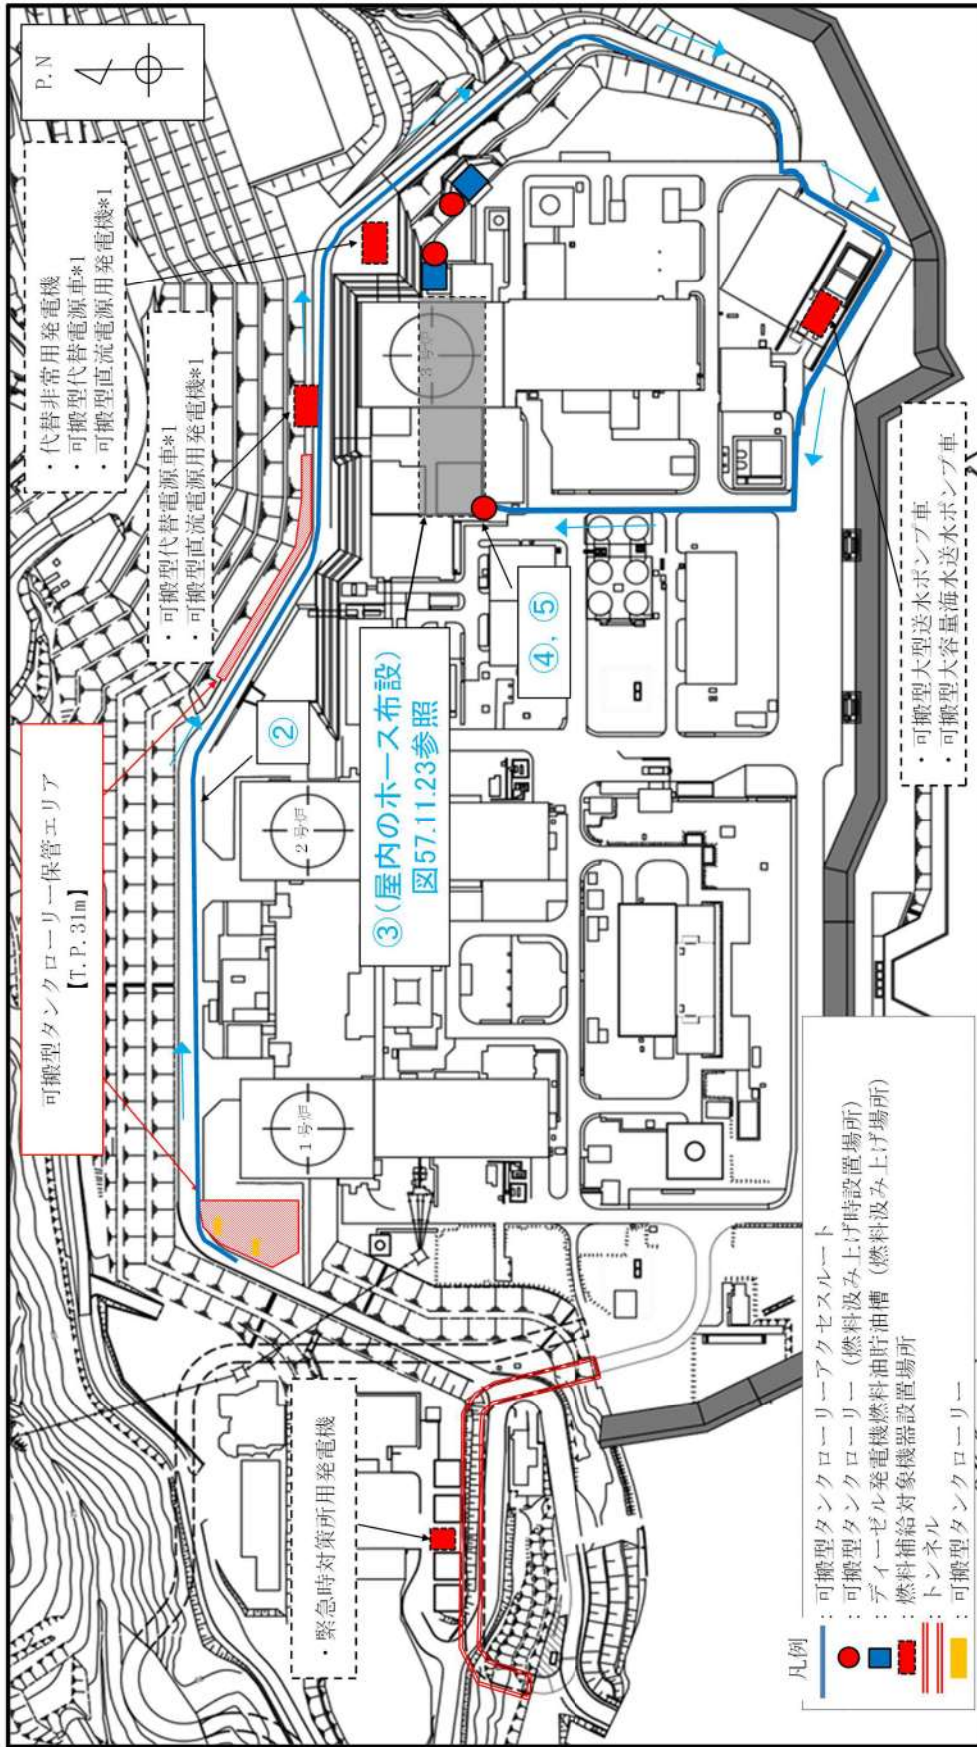 P.N
・代替非常用発電機
・可搬型代替電源車*1
・可搬型直流電源用発電機*1
・可搬型代替電源車*1
・可搬型直流電源用発電機*1
可搬型タンクローリー保管エリア
【T.P.31m】
・緊急時対策所用発電機
②
③(屋内のホース布設)
図57.11.23参照
④, ⑤
1号炉
2号炉
3号炉
・可搬型大型送水ポンプ車
・可搬型大容量海水送水ポンプ車
凡例
：可搬型タンクローリーアクセスルート
：可搬型タンクローリー（燃料汲み上げ時設置場所）
：ディーゼル発電機燃料油貯油槽（燃料汲み上げ場所）
：燃料補給対象機器設置場所
：トンネル
：可搬型タンクローリー